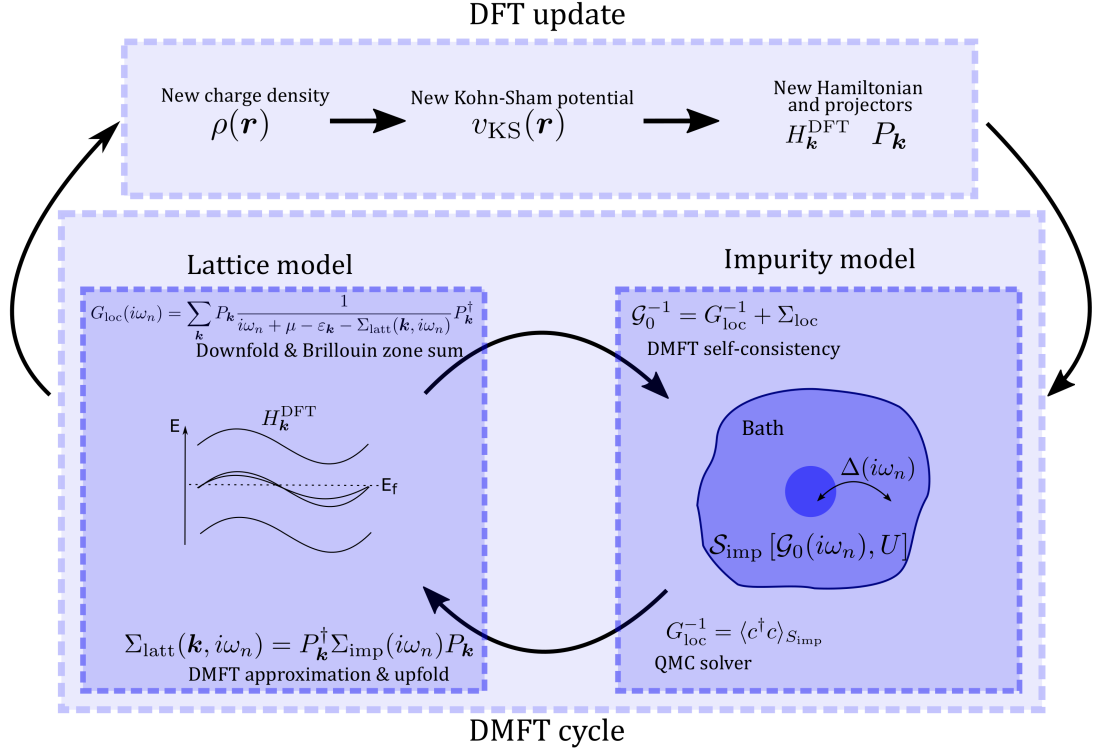 DFT update
New charge density
ρ(𝒓)
New Kohn-Sham potential
v_KS(𝒓)
New Hamiltonian
and projectors
H_𝒌^DFT P_𝒌
Lattice model
G_loc(iω_n) = ∑_𝒌 P_𝒌 1/(iω_n + μ − ε_𝒌 − Σ_latt(𝒌, iω_n)) P_𝒌^†
Downfold & Brillouin zone sum
H_𝒌^DFT
E
E_f
Σ_latt(𝒌, iω_n) = P_𝒌^† Σ_imp(iω_n) P_𝒌
DMFT approximation & upfold
Impurity model
𝒢_0^{-1} = G_loc^{-1} + Σ_loc
DMFT self-consistency
Bath
Δ(iω_n)
𝒮_imp [𝒢_0(iω_n), U]
G_loc^{-1} = ⟨c^†c⟩_{S_imp}
QMC solver
DMFT cycle